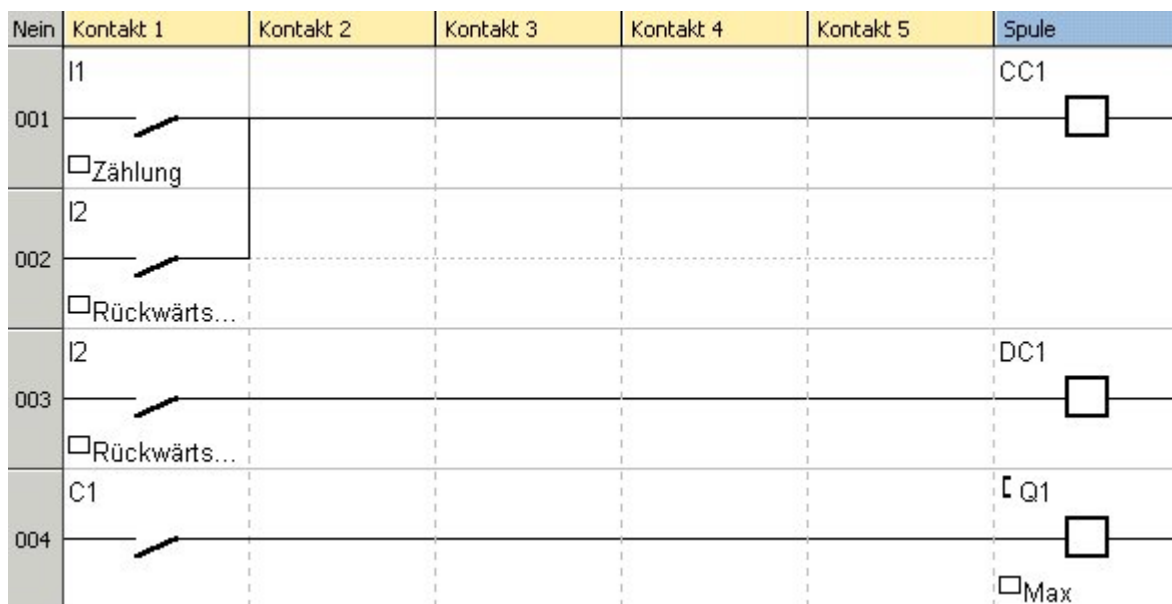 Nein Kontakt 1 Kontakt 2 Kontakt 3 Kontakt 4 Kontakt 5 Spule
I1 CC1
001
Zählung
I2
002
Rückwärts...
I2 DC1
003
Rückwärts...
C1 [ Q1
004
Max